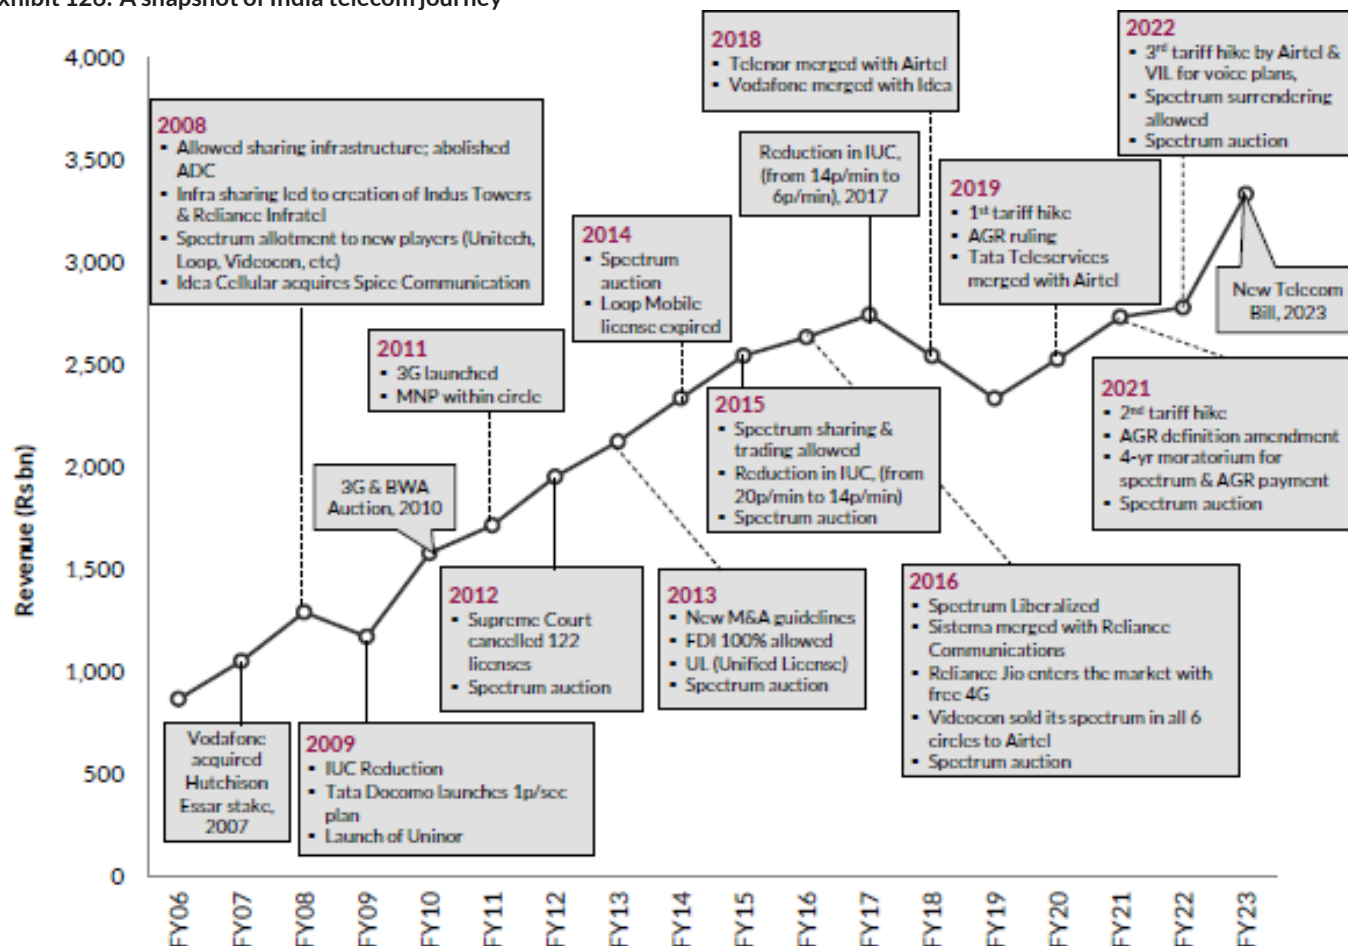 Exhibit 126: A snapshot of India telecom journey
Revenue (Rs bn)
4,000
3,500
3,000
2,500
2,000
1,500
1,000
500
0
2008
▪ Allowed sharing infrastructure; abolished
ADC
▪ Infra sharing led to creation of Indus Towers
& Reliance Infratel
▪ Spectrum allotment to new players (Unitech,
Loop, Videocon, etc)
▪ Idea Cellular acquires Spice Communication
2011
▪ 3G launched
▪ MNP within circle
3G & BWA
Auction, 2010
Vodafone
acquired
Hutchison
Essar stake,
2007
2009
▪ IUC Reduction
▪ Tata Docomo launches 1p/sec
plan
▪ Launch of Uninor
2012
▪ Supreme Court
cancelled 122
licenses
▪ Spectrum auction
2014
▪ Spectrum
auction
▪ Loop Mobile
license expired
2013
▪ New M&A guidelines
▪ FDI 100% allowed
▪ UL (Unified License)
▪ Spectrum auction
2018
▪ Telenor merged with Airtel
▪ Vodafone merged with Idea
Reduction in IUC,
(from 14p/min to
6p/min), 2017
2015
▪ Spectrum sharing &
trading allowed
▪ Reduction in IUC, (from
20p/min to 14p/min)
▪ Spectrum auction
2019
▪ 1st tariff hike
▪ AGR ruling
▪ Tata Teleservices
merged with Airtel
2016
▪ Spectrum Liberalized
▪ Sistema merged with Reliance
Communications
▪ Reliance Jio enters the market with
free 4G
▪ Videocon sold its spectrum in all 6
circles to Airtel
▪ Spectrum auction
2022
▪ 3rd tariff hike by Airtel &
VIL for voice plans,
▪ Spectrum surrendering
allowed
▪ Spectrum auction
New Telecom
Bill, 2023
2021
▪ 2nd tariff hike
▪ AGR definition amendment
▪ 4-yr moratorium for
spectrum & AGR payment
▪ Spectrum auction
FY06
FY07
FY08
FY09
FY10
FY11
FY12
FY13
FY14
FY15
FY16
FY17
FY18
FY19
FY20
FY21
FY22
FY23